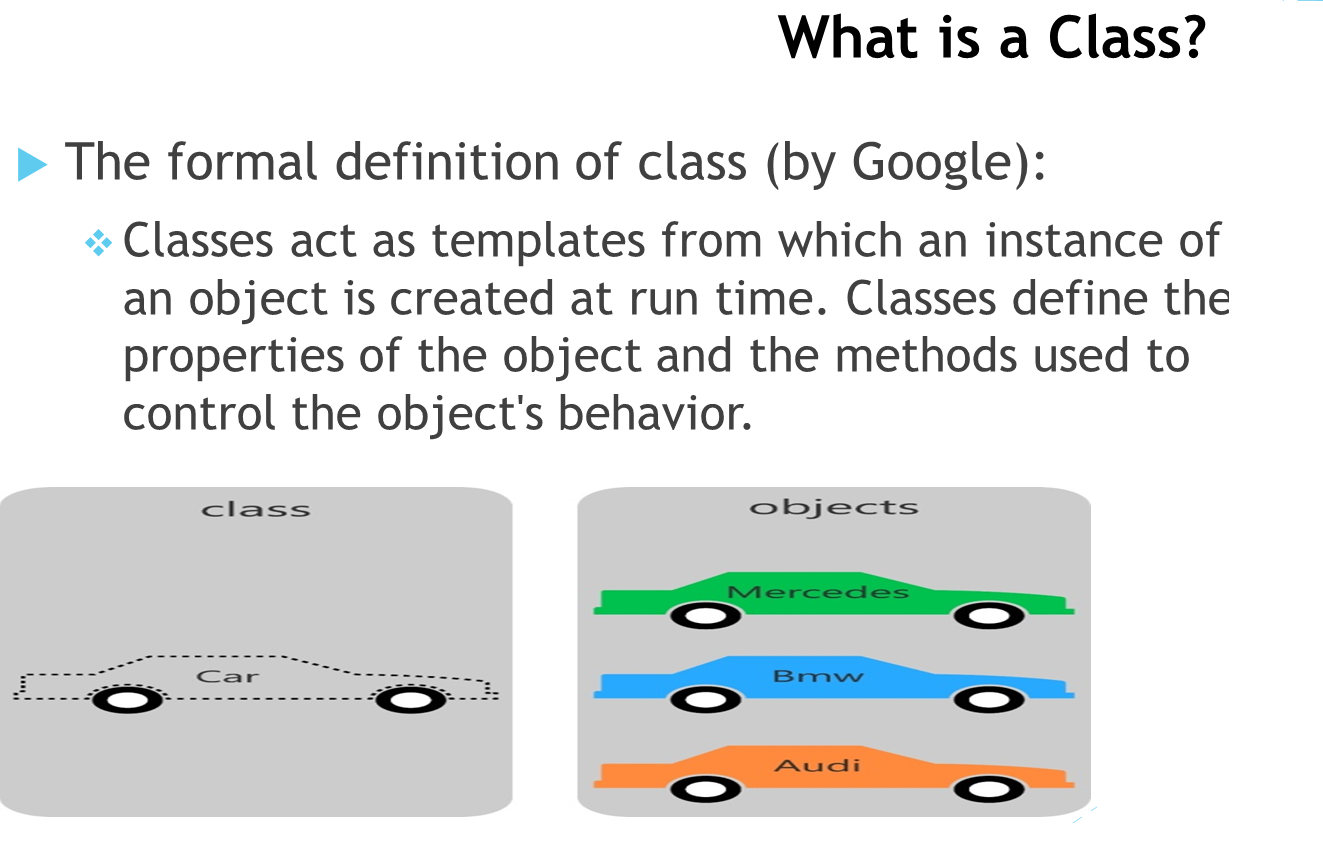 What is a Class?
The formal definition of class (by Google):
Classes act as templates from which an instance of
an object is created at run time. Classes define the
properties of the object and the methods used to
control the object's behavior.
class
Car
objects
Mercedes
Bmw
Audi